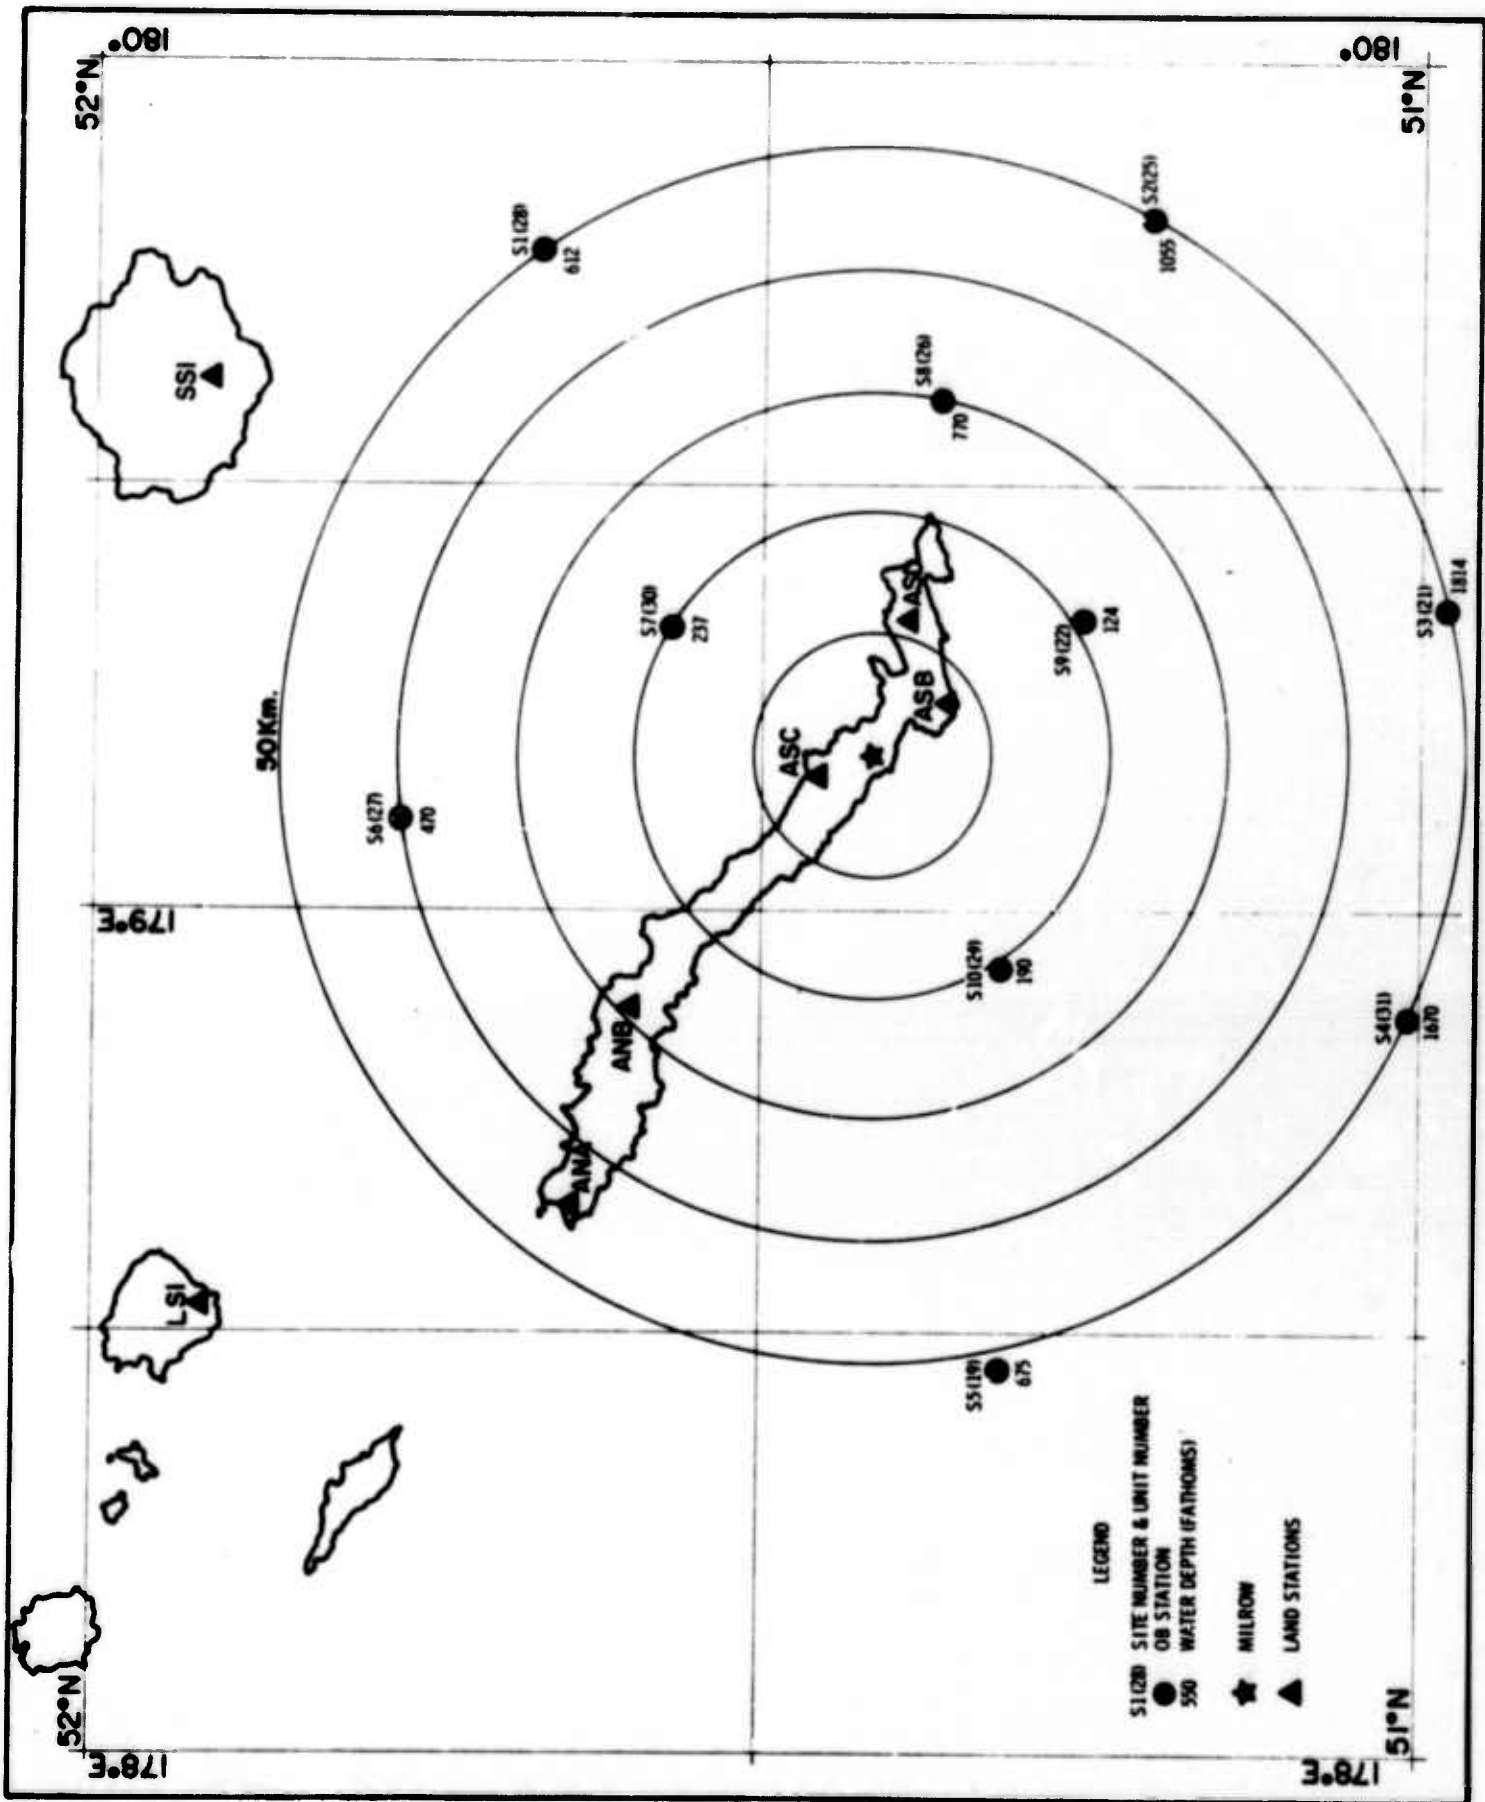 52°N
180°
180°
51°N
S1(28)
612
S2(25)
1055
SSI
S8(26)
770
S7(30)
237
ASD
S9(22)
124
S3(21)
1814
50Km.
ASC
ASB
S6(27)
470
179°E
ANB
S10(29)
190
S4(31)
1670
ANA
LSI
S5(19)
675
LEGEND
S1(28) SITE NUMBER & UNIT NUMBER
OB STATION
550 WATER DEPTH (FATHOMS)
MILROW
LAND STATIONS
52°N
178°E
178°E
51°N